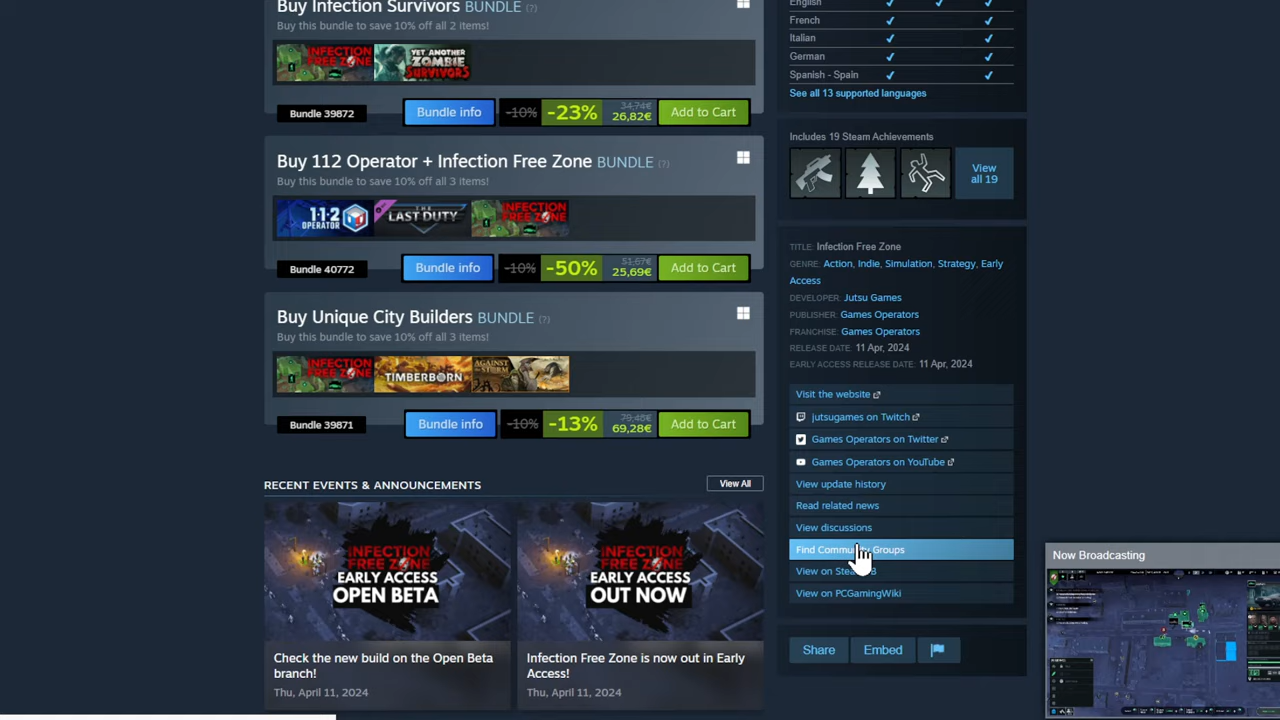 Buy Infection Survivors BUNDLE (?)
Buy this bundle to save 10% off all 2 items!
INFECTION FREE ZONE
YET ANOTHER ZOMBIE SURVIVORS
Bundle 39872
Bundle info
-10%
-23%
34,74€
26,82€
Add to Cart
Buy 112 Operator + Infection Free Zone BUNDLE (?)
Buy this bundle to save 10% off all 3 items!
112 OPERATOR
THE LAST DUTY
INFECTION FREE ZONE
Bundle 40772
Bundle info
-10%
-50%
51,67€
25,69€
Add to Cart
Buy Unique City Builders BUNDLE (?)
Buy this bundle to save 10% off all 3 items!
INFECTION FREE ZONE
TIMBERBORN
AGAINST THE STORM
Bundle 39871
Bundle info
-10%
-13%
79,48€
69,28€
Add to Cart
RECENT EVENTS & ANNOUNCEMENTS
View All
INFECTION FREE ZONE
EARLY ACCESS
OPEN BETA
Check the new build on the Open Beta
branch!
Thu, April 11, 2024
INFECTION FREE ZONE
EARLY ACCESS
OUT NOW
Infection Free Zone is now out in Early
Access!
Thu, April 11, 2024
English
French
Italian
German
Spanish - Spain
See all 13 supported languages
Includes 19 Steam Achievements
View
all 19
TITLE: Infection Free Zone
GENRE: Action, Indie, Simulation, Strategy, Early
Access
DEVELOPER: Jutsu Games
PUBLISHER: Games Operators
FRANCHISE: Games Operators
RELEASE DATE: 11 Apr, 2024
EARLY ACCESS RELEASE DATE: 11 Apr, 2024
Visit the website
jutsugames on Twitch
Games Operators on Twitter
Games Operators on YouTube
View update history
Read related news
View discussions
Find Community Groups
View on SteamDB
View on PCGamingWiki
Share
Embed
Now Broadcasting